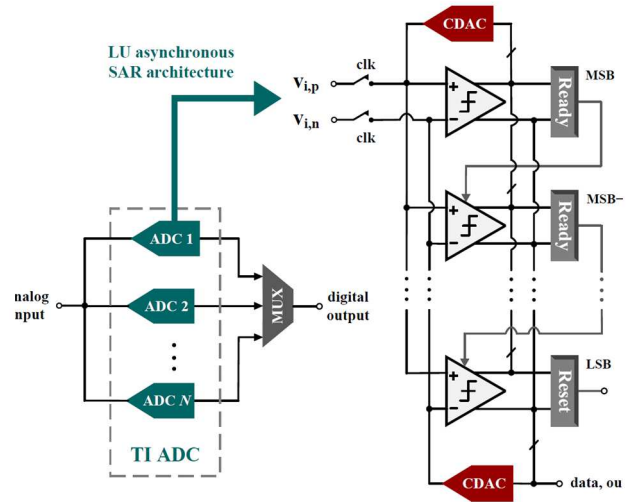 CDAC
LU asynchronous
SAR architecture
clk
MSB
Vi,p
Ready
Vi,n
clk
MSB–
Ready
ADC 1
nalog
nput
ADC 2
MUX
digital
output
ADC N
TI ADC
LSB
Reset
CDAC
data, ou